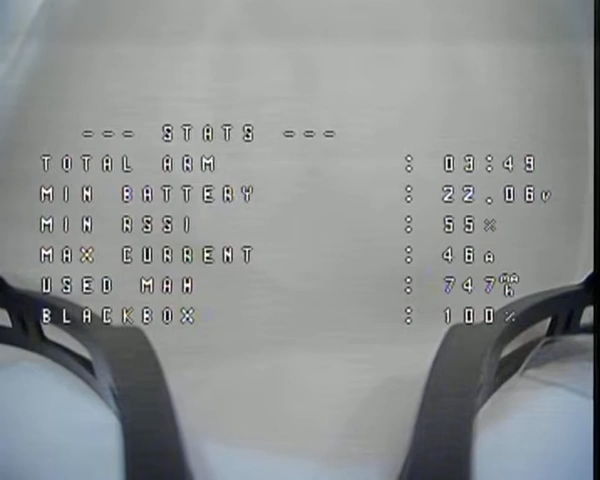 --- STATS ---
TOTAL ARM : 03:49
MIN BATTERY : 22.06V
MIN RSSI : 55%
MAX CURRENT : 46A
USED MAH : 747MAH
BLACKBOX : 100%